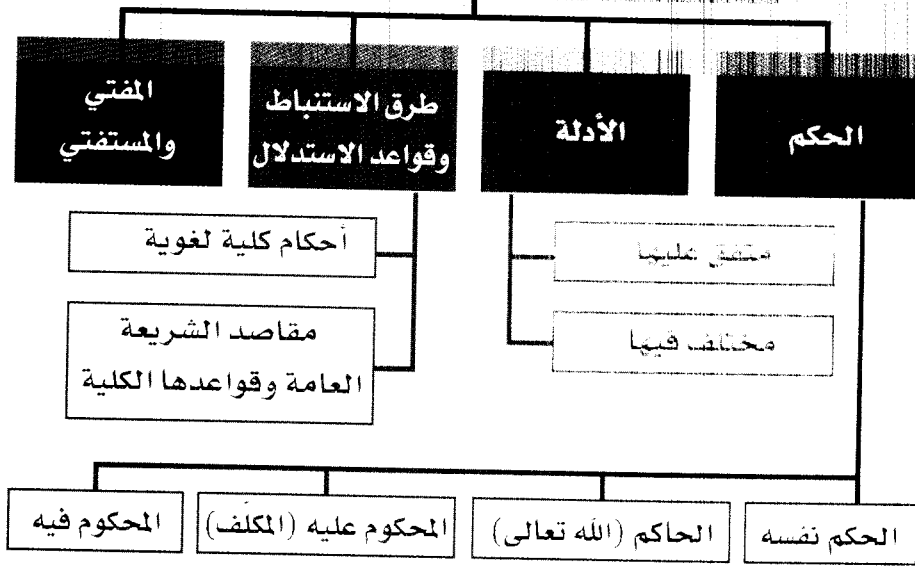 الحكم
الأدلة
طرق الاستنباط
وقواعد الاستدلال
المفتي
والمستفتي
متفق عليها
مختلف فيها
أحكام كلية لغوية
مقاصد الشريعة
العامة وقواعدها الكلية
الحكم نفسه
الحاكم (الله تعالى)
المحكوم عليه (المكلَف)
المحكوم فيه